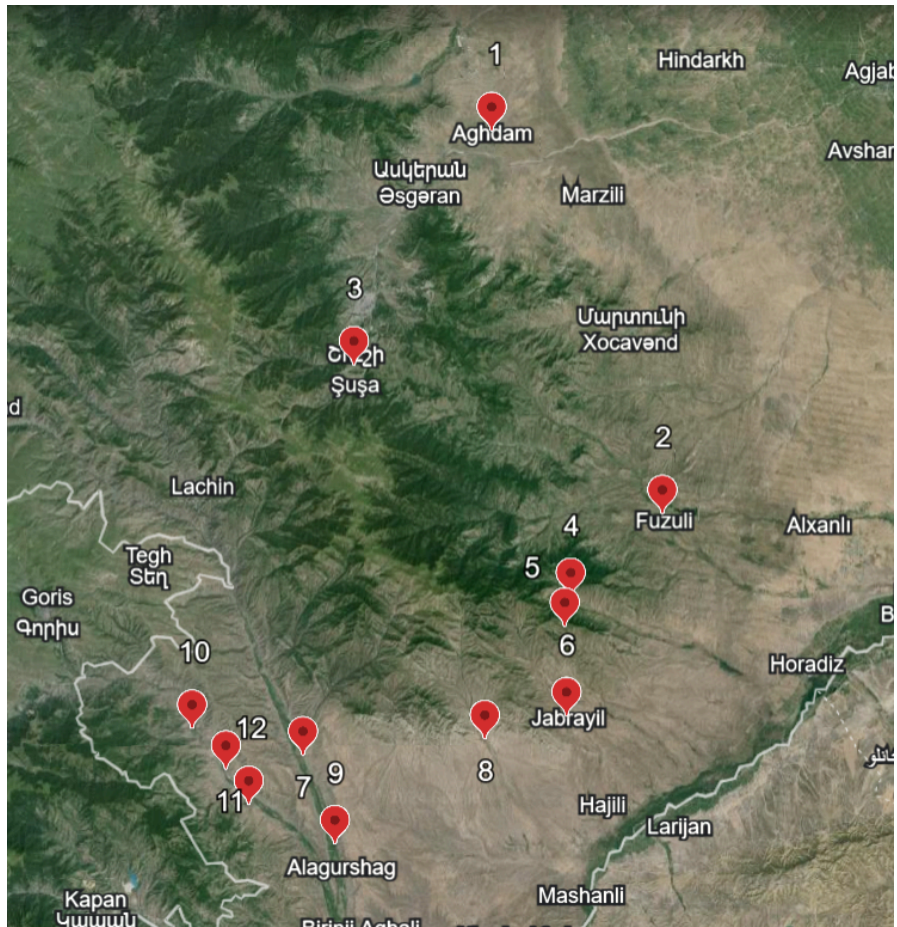 1
Hindarkh
Agjab
Aghdam
Avshar
Ասկերան
Əsgəran
Marzili
3
Մարտունի
Xocavənd
Şuşa
2
Lachin
4
Fuzuli
Alxanlı
Tegh
Տեղ
5
Goris
Գորիս
6
10
Horadiz
Jabrayil
12
9
7
8
11
Hajili
Larijan
Alagurshag
Mashanli
Kapan
Կապան